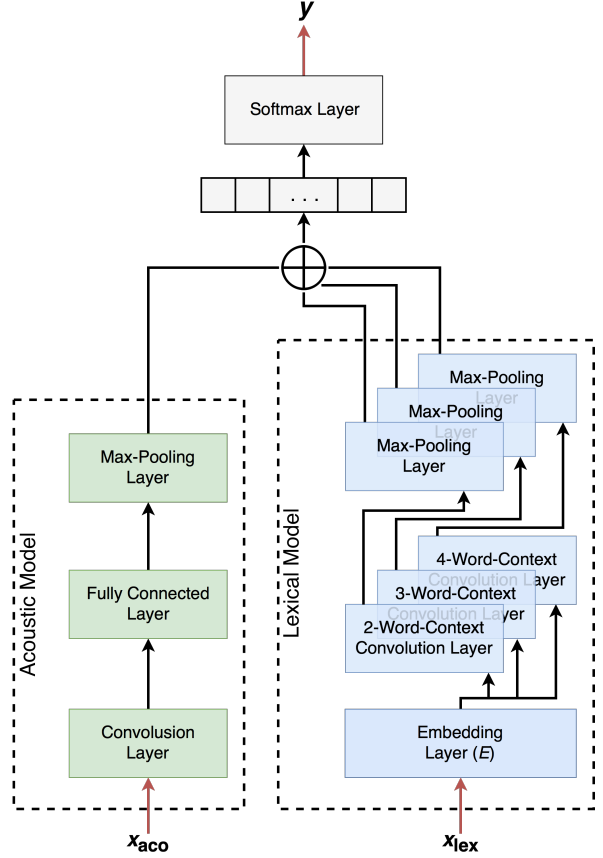 y
Softmax Layer
. . .
Max-Pooling
Layer
Max-Pooling
Layer
Max-Pooling
Layer
Max-Pooling
Layer
Acoustic Model
Lexical Model
Fully Connected
Layer
4-Word-Context
Convolution Layer
3-Word-Context
Convolution Layer
2-Word-Context
Convolution Layer
Convolusion
Layer
Embedding
Layer (E)
xaco
xlex